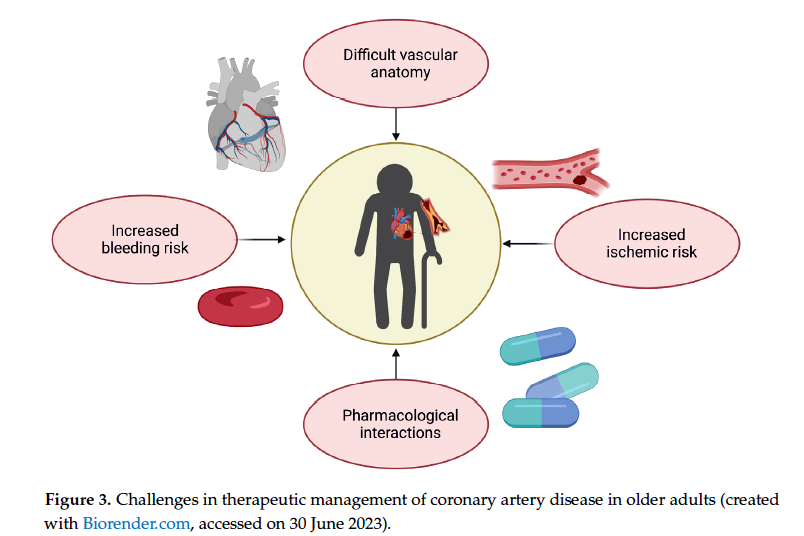 Difficult vascular
anatomy
Increased
bleeding risk
Increased
ischemic risk
Pharmacological
interactions
Figure 3. Challenges in therapeutic management of coronary artery disease in older adults (created
with Biorender.com, accessed on 30 June 2023).